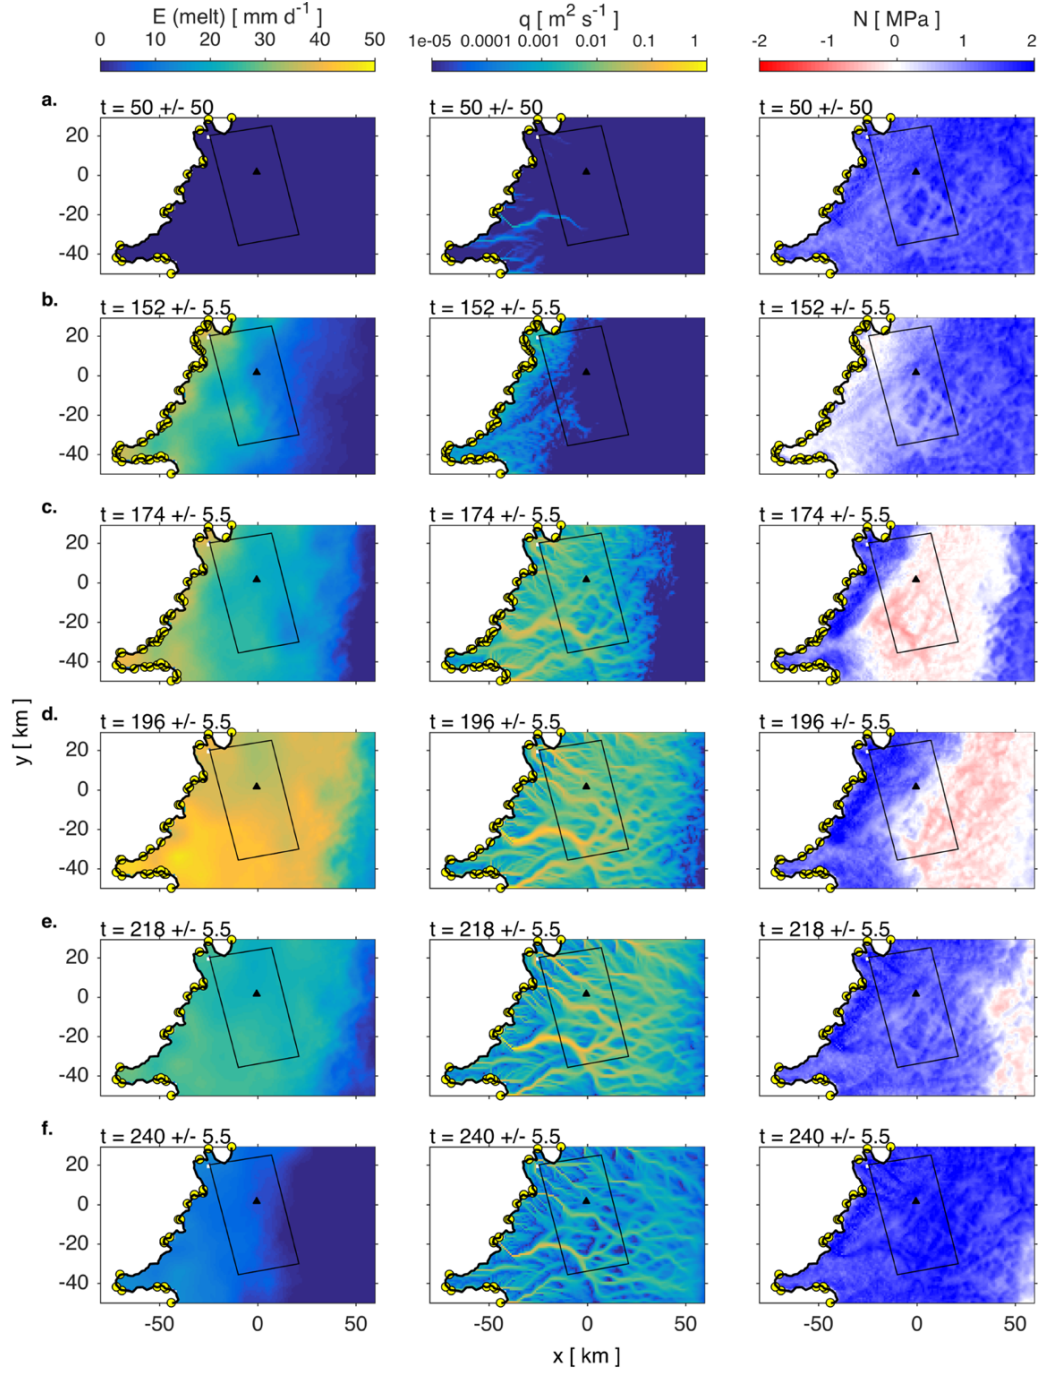 E (melt) [ mm d-1 ] q [ m2 s-1 ] N [ MPa ]
0 10 20 30 40 50 1e-05 0.0001 0.001 0.01 0.1 1 -2 -1 0 1 2
a. t = 50 +/- 50 t = 50 +/- 50 t = 50 +/- 50
20
0
-20
-40
b. t = 152 +/- 5.5 t = 152 +/- 5.5 t = 152 +/- 5.5
20
0
-20
-40
c. t = 174 +/- 5.5 t = 174 +/- 5.5 t = 174 +/- 5.5
20
0
-20
-40
y [ km ]
d. t = 196 +/- 5.5 t = 196 +/- 5.5 t = 196 +/- 5.5
20
0
-20
-40
e. t = 218 +/- 5.5 t = 218 +/- 5.5 t = 218 +/- 5.5
20
0
-20
-40
f. t = 240 +/- 5.5 t = 240 +/- 5.5 t = 240 +/- 5.5
20
0
-20
-40
-50 0 50 -50 0 50 -50 0 50
x [ km ]